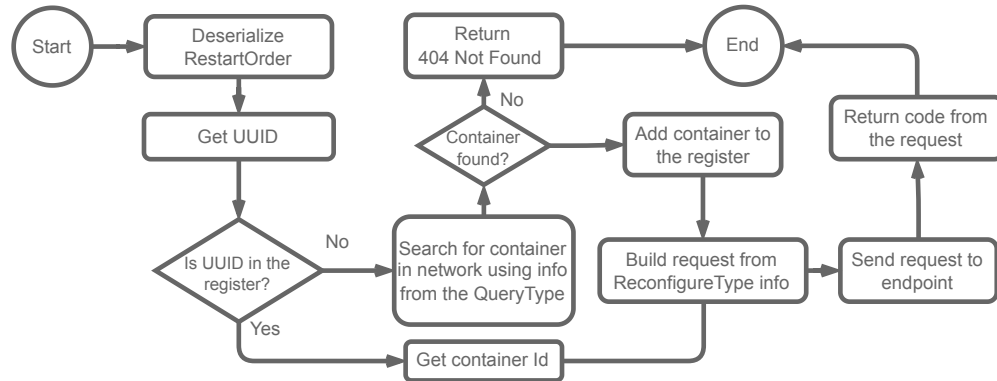 Start
Deserialize
RestartOrder
Get UUID
Is UUID in the
register?
No
Yes
Search for container
in network using info
from the QueryType
Get container Id
Container
found?
No
Return
404 Not Found
End
Add container to
the register
Build request from
ReconfigureType info
Send request to
endpoint
Return code from
the request